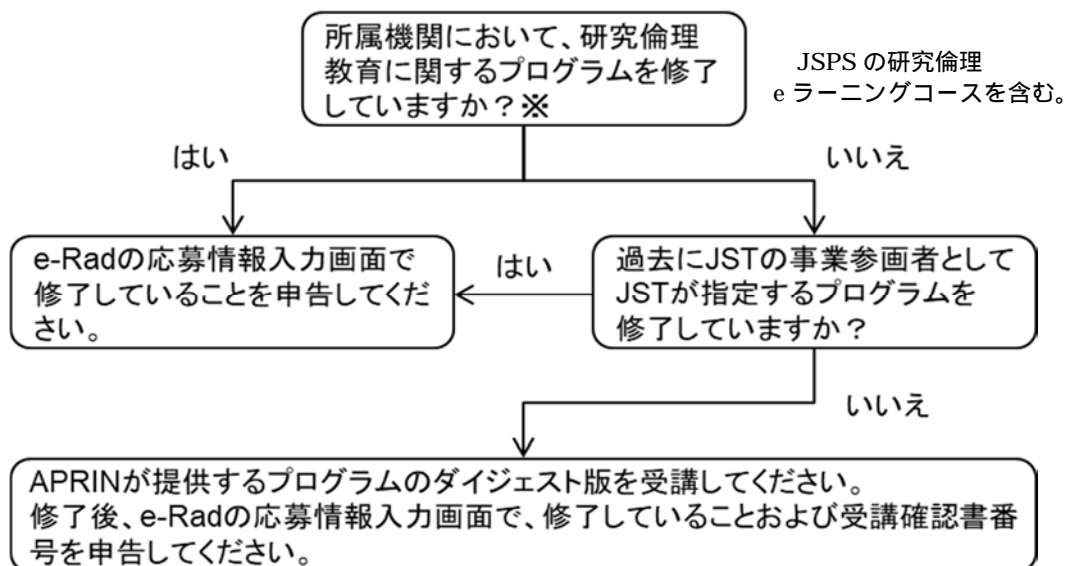 所属機関において、研究倫理
教育に関するプログラムを修了
していますか？※
JSPS の研究倫理
e ラーニングコースを含む。
はい
いいえ
e-Radの応募情報入力画面で
修了していることを申告してくだ
さい。
はい
過去にJSTの事業参画者として
JSTが指定するプログラムを
修了していますか？
いいえ
APRINが提供するプログラムのダイジェスト版を受講してください。
修了後、e-Radの応募情報入力画面で、修了していることおよび受講確認書番
号を申告してください。